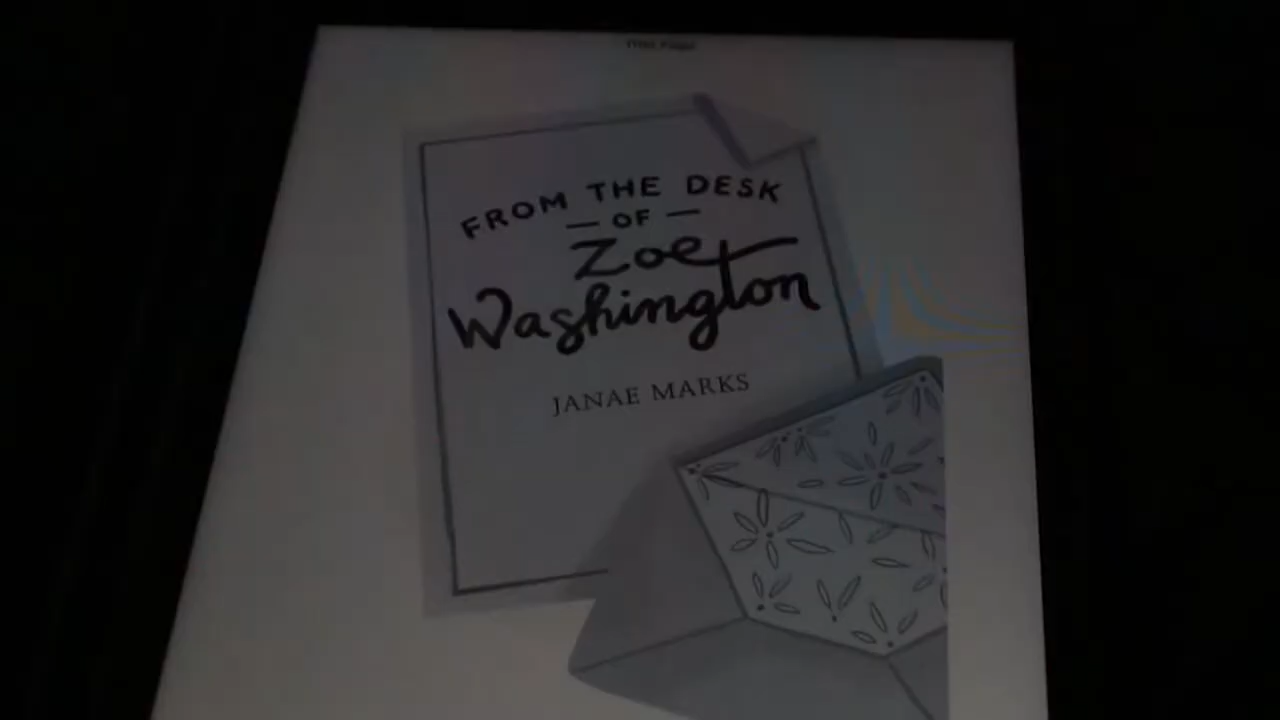 FROM THE DESK
— OF —
Zoe
Washington
JANAE MARKS